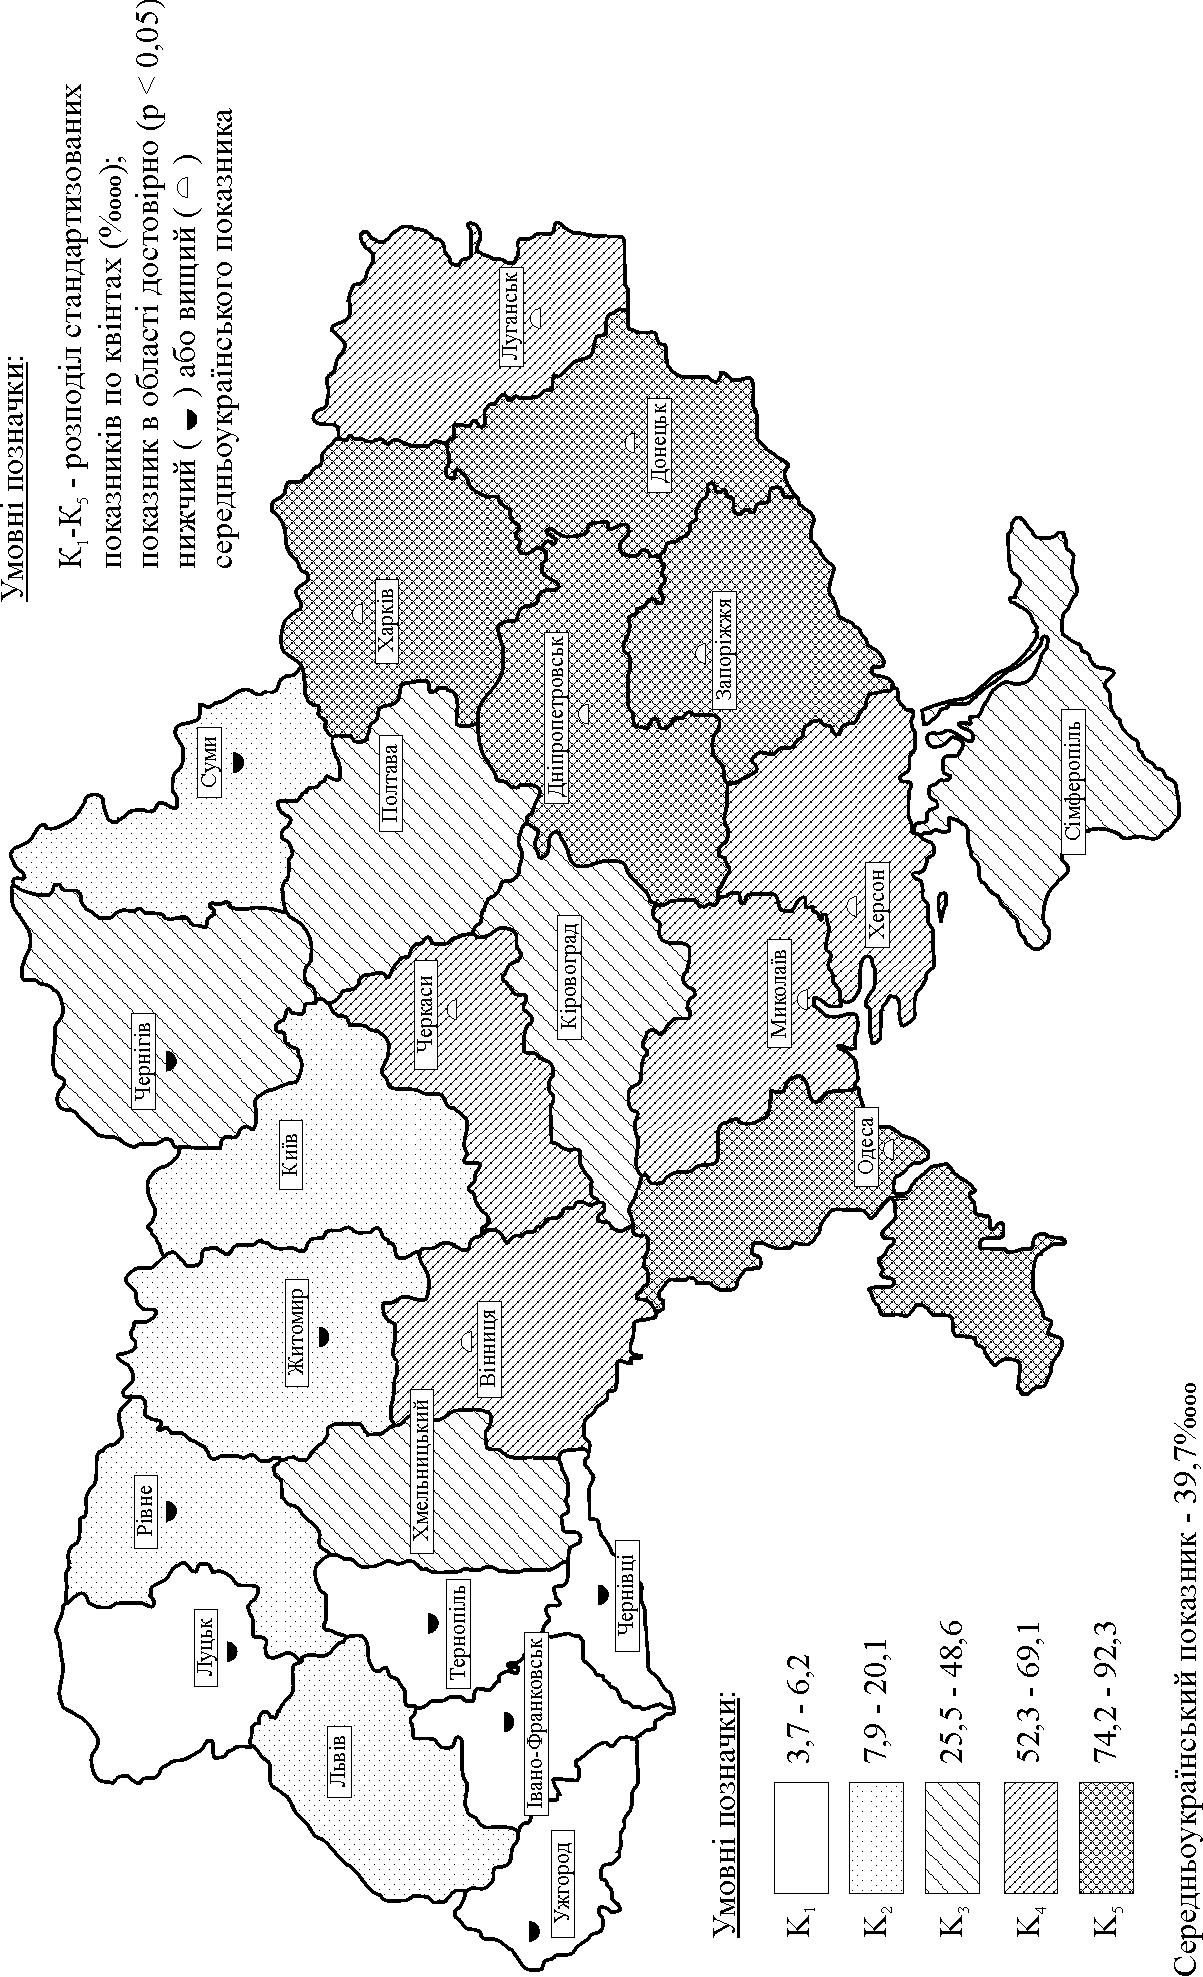 Умовні позначки:
К1-К5 - розподіл стандартизованих
показників по квінтах (%oooo);
показник в області достовірно (р < 0,05)
нижчий ( ) або вищий ( )
середньоукраїнського показника
Чернігів
Суми
Луцьк
Рівне
Житомир
Київ
Полтава
Харків
Луганськ
Львів
Тернопіль
Хмельницький
Вінниця
Черкаси
Кіровоград
Дніпропетровськ
Донецьк
Ужгород
Івано-Франковськ
Чернівці
Одеса
Миколаїв
Херсон
Запоріжжя
Сімферопіль
Умовні позначки:
К1 3,7 - 6,2
К2 7,9 - 20,1
К3 25,5 - 48,6
К4 52,3 - 69,1
К5 74,2 - 92,3
Середньоукраїнський показник - 39,7%oooo